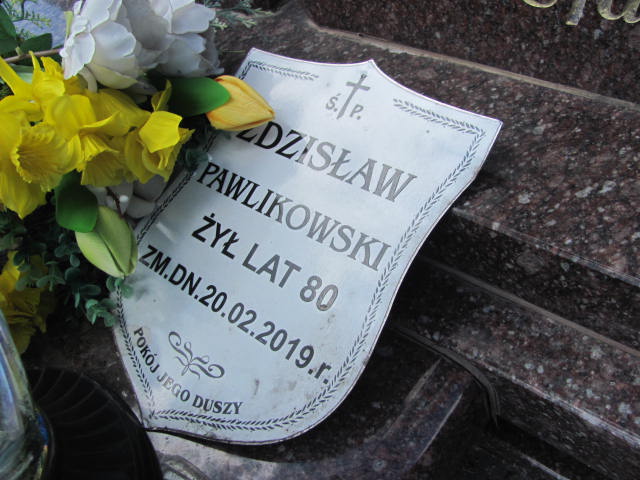 Ś. P.
ZDZISŁAW
PAWLIKOWSKI
ŻYŁ LAT 80
ZM.DN.20.02.2019.r.
POKÓJ JEGO DUSZY